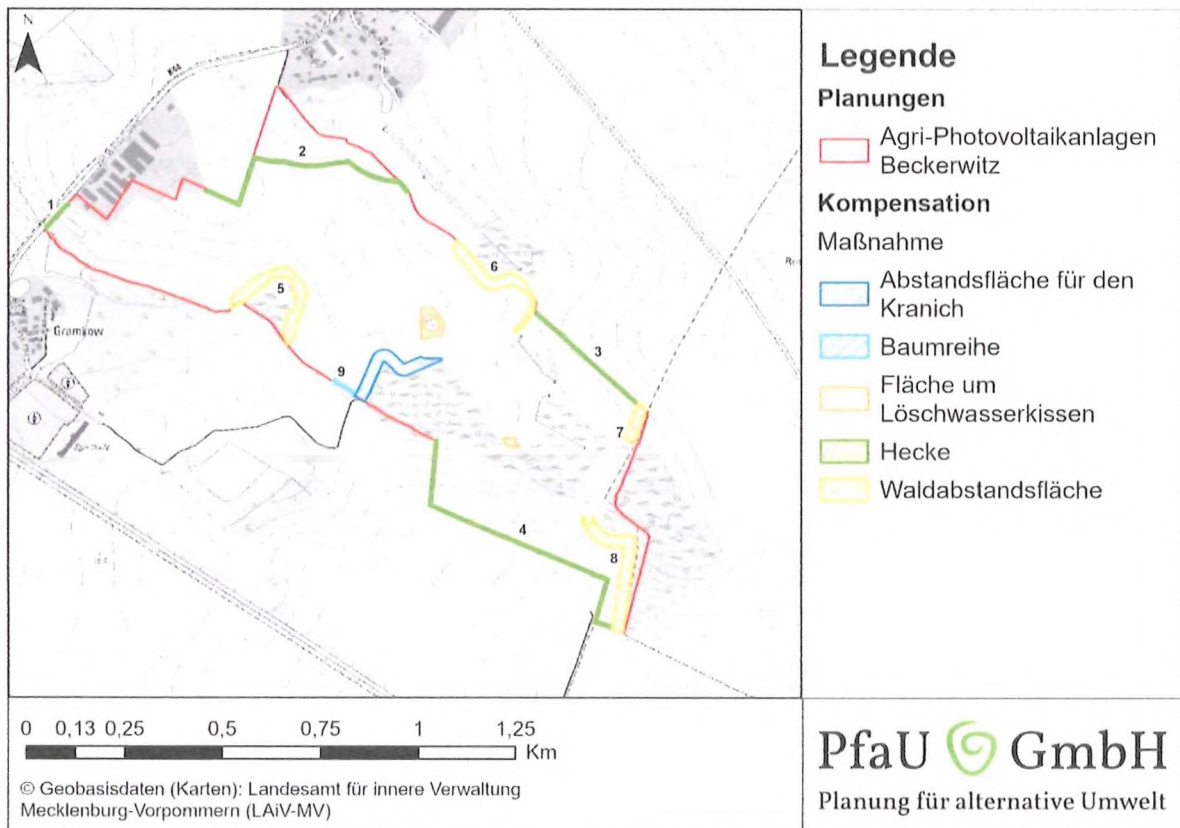 N
1
2
6
5
3
Gramkow
9
7
4
8
Legende
Planungen
Agri-Photovoltaikanlagen
Beckerwitz
Kompensation
Maßnahme
Abstandsfläche für den
Kranich
Baumreihe
Fläche um
Löschwasserkissen
Hecke
Waldabstandsfläche
0 0,13 0,25 0,5 0,75 1 1,25
Km
© Geobasisdaten (Karten): Landesamt für innere Verwaltung
Mecklenburg-Vorpommern (LAiV-MV)
PfaU GmbH
Planung für alternative Umwelt